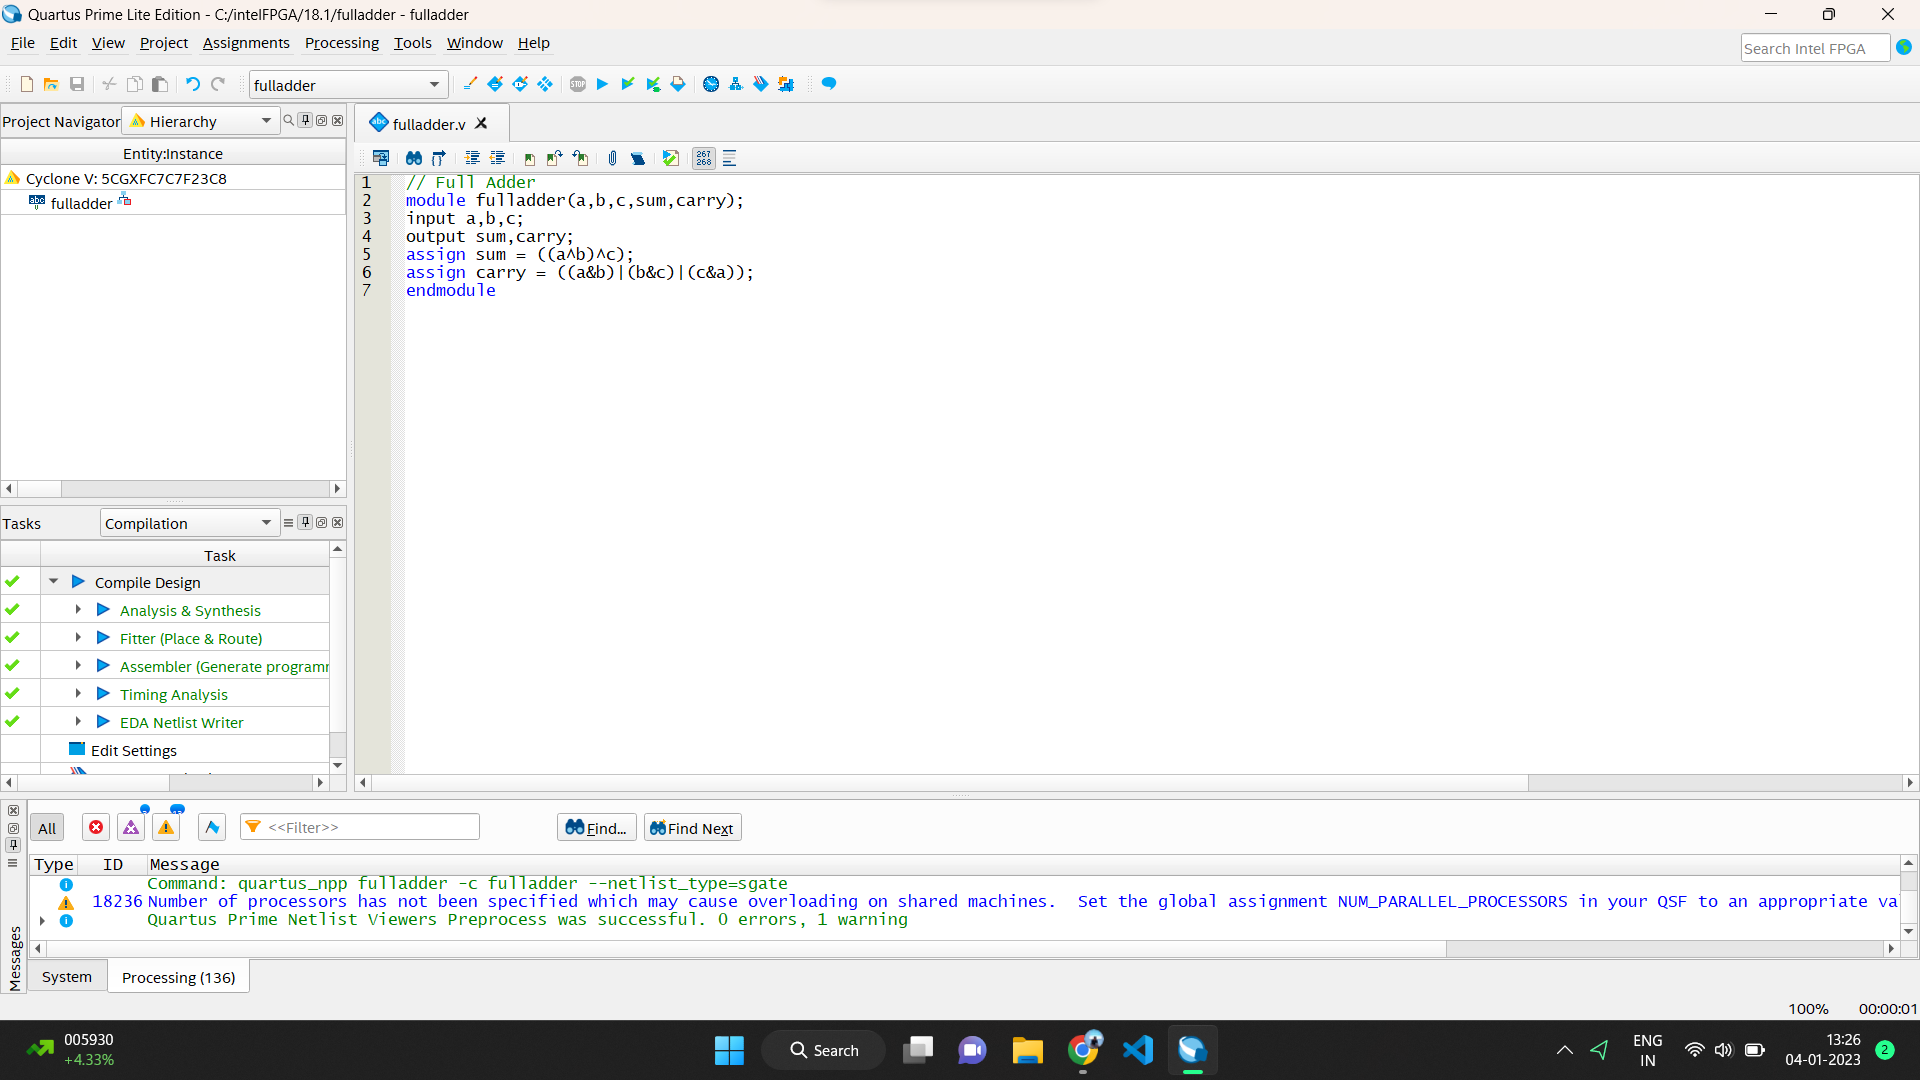 Quartus Prime Lite Edition - C:/intelFPGA/18.1/fulladder - fulladder
File Edit View Project Assignments Processing Tools Window Help
Search Intel FPGA
fulladder
STOP
Project Navigator Hierarchy
Entity:Instance
Cyclone V: 5CGXFC7C7F23C8
abc fulladder
abc fulladder.v
267
268
1 // Full Adder
2 module fulladder(a,b,c,sum,carry);
3 input a,b,c;
4 output sum,carry;
5 assign sum = ((a^b)^c);
6 assign carry = ((a&b)|(b&c)|(c&a));
7 endmodule
Tasks Compilation
Task
Compile Design
Analysis & Synthesis
Fitter (Place & Route)
Assembler (Generate programm
Timing Analysis
EDA Netlist Writer
Edit Settings
All <<Filter>> Find... Find Next
Type ID Message
Command: quartus_npp fulladder -c fulladder --netlist_type=sgate
18236 Number of processors has not been specified which may cause overloading on shared machines.  Set the global assignment NUM_PARALLEL_PROCESSORS in your QSF to an appropriate va
Quartus Prime Netlist Viewers Preprocess was successful. 0 errors, 1 warning
Messages
System Processing (136)
100% 00:00:01
005930
+4.33%
Search
ENG
IN
13:26
04-01-2023
2